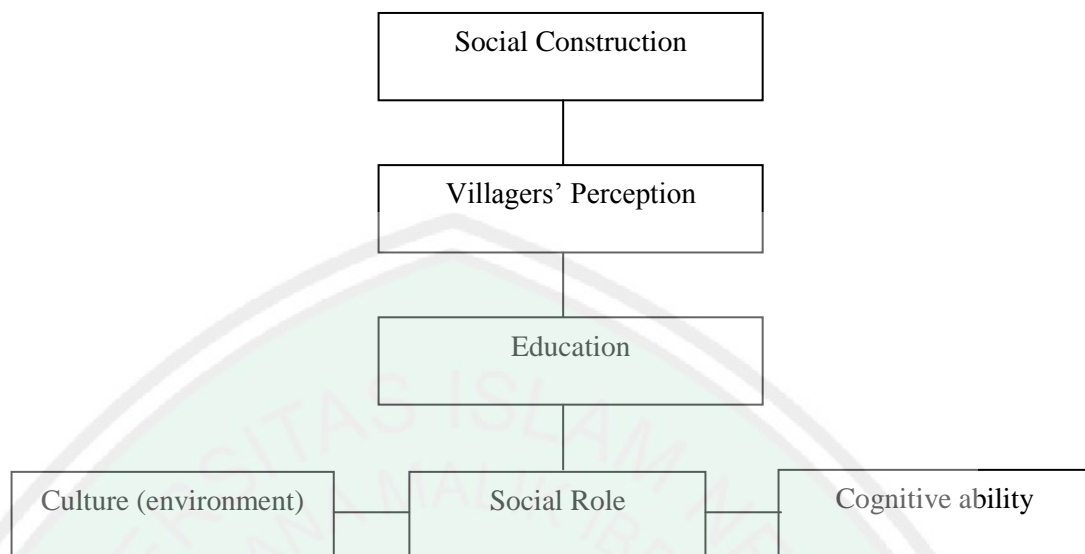 Social Construction
Villagers’ Perception
Education
Culture (environment)
Social Role
Cognitive ability